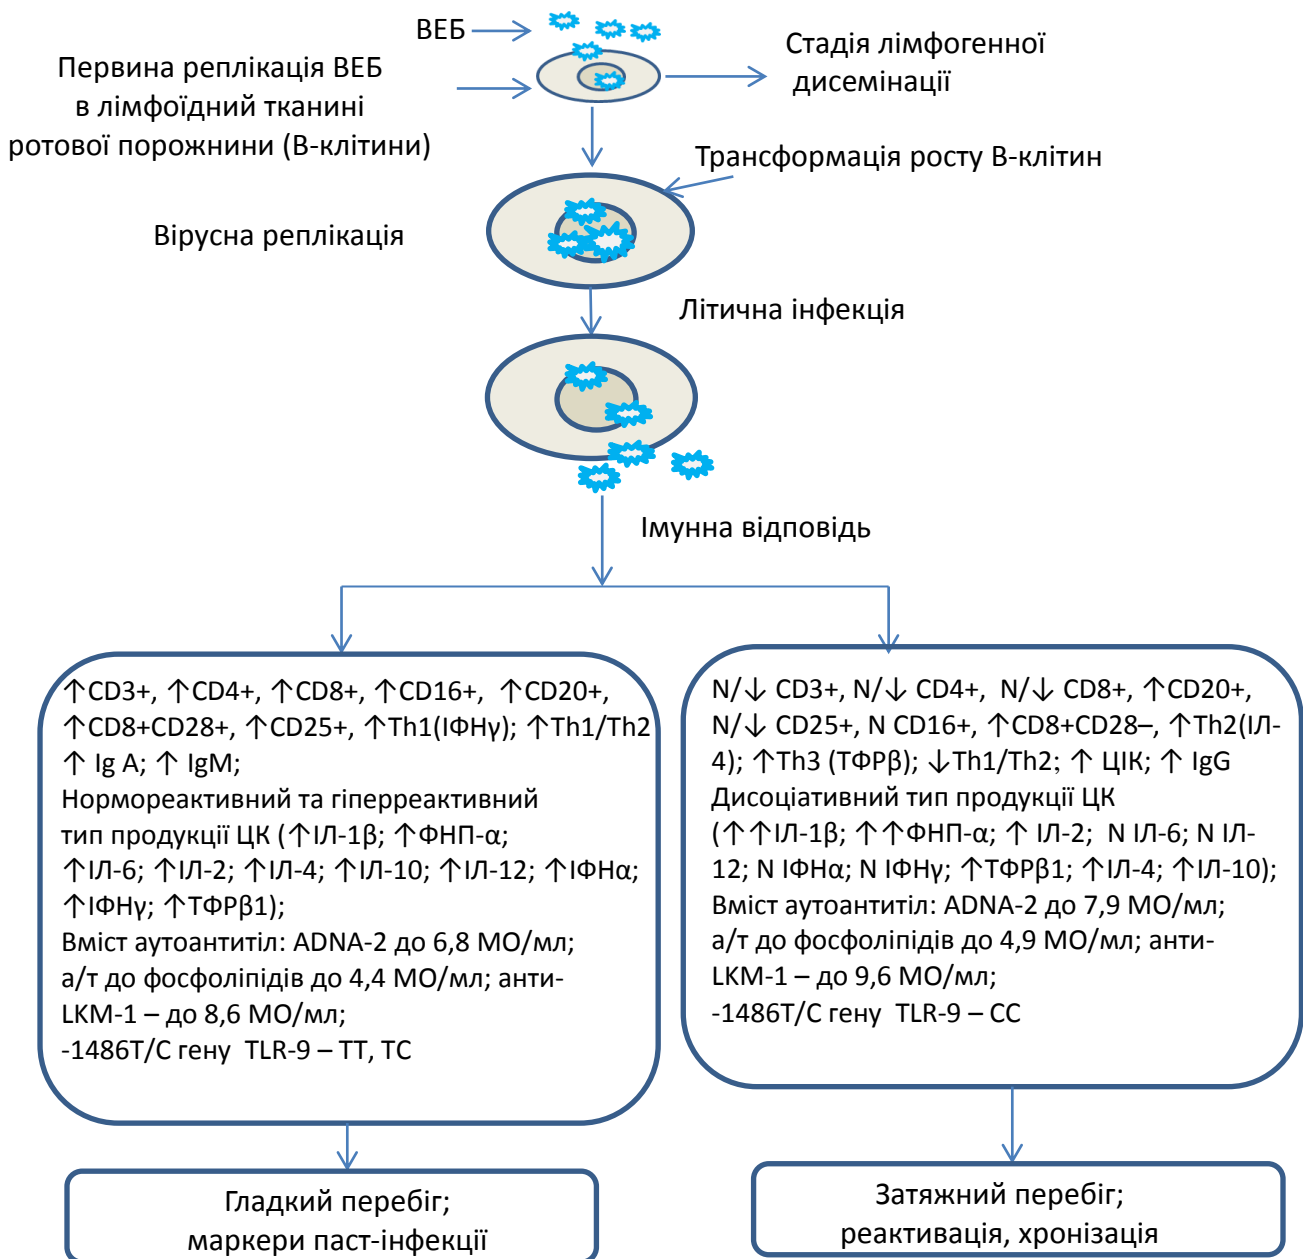 ВЕБ
Стадія лімфогенної
дисемінації
Первина реплікація ВЕБ
в лімфоїдний тканині
ротової порожнини (В-клітини)
Трансформація росту В-клітин
Вірусна реплікація
Літична інфекція
Імунна відповідь
↑CD3+, ↑CD4+, ↑CD8+, ↑CD16+, ↑CD20+,
↑CD8+CD28+, ↑CD25+, ↑Th1(ІФНγ); ↑Th1/Th2
↑ Ig A; ↑ IgM;
Нормореактивний та гіперреактивний
тип продукції ЦК (↑ІЛ-1β; ↑ФНП-α;
↑ІЛ-6; ↑ІЛ-2; ↑ІЛ-4; ↑ІЛ-10; ↑ІЛ-12; ↑ІФНα;
↑ІФНγ; ↑ТФРβ1);
Вміст аутоантитіл: ADNA-2 до 6,8 МО/мл;
а/т до фосфоліпідів до 4,4 МО/мл; анти-
LKM-1 – до 8,6 МО/мл;
-1486Т/С гену TLR-9 – ТТ, ТС
N/↓ CD3+, N/↓ CD4+, N/↓ CD8+, ↑CD20+,
N/↓ CD25+, N CD16+, ↑CD8+CD28–, ↑Th2(ІЛ-
4); ↑Th3 (ТФРβ); ↓Th1/Th2; ↑ ЦІК; ↑ IgG
Дисоціативний тип продукції ЦК
(↑↑ІЛ-1β; ↑↑ФНП-α; ↑ ІЛ-2; N ІЛ-6; N ІЛ-
12; N ІФНα; N ІФНγ; ↑ТФРβ1; ↑ІЛ-4; ↑ІЛ-10);
Вміст аутоантитіл: ADNA-2 до 7,9 МО/мл;
а/т до фосфоліпідів до 4,9 МО/мл; анти-
LKM-1 – до 9,6 МО/мл;
-1486Т/С гену TLR-9 – СС
Гладкий перебіг;
маркери паст-інфекції
Затяжний перебіг;
реактивація, хронізація